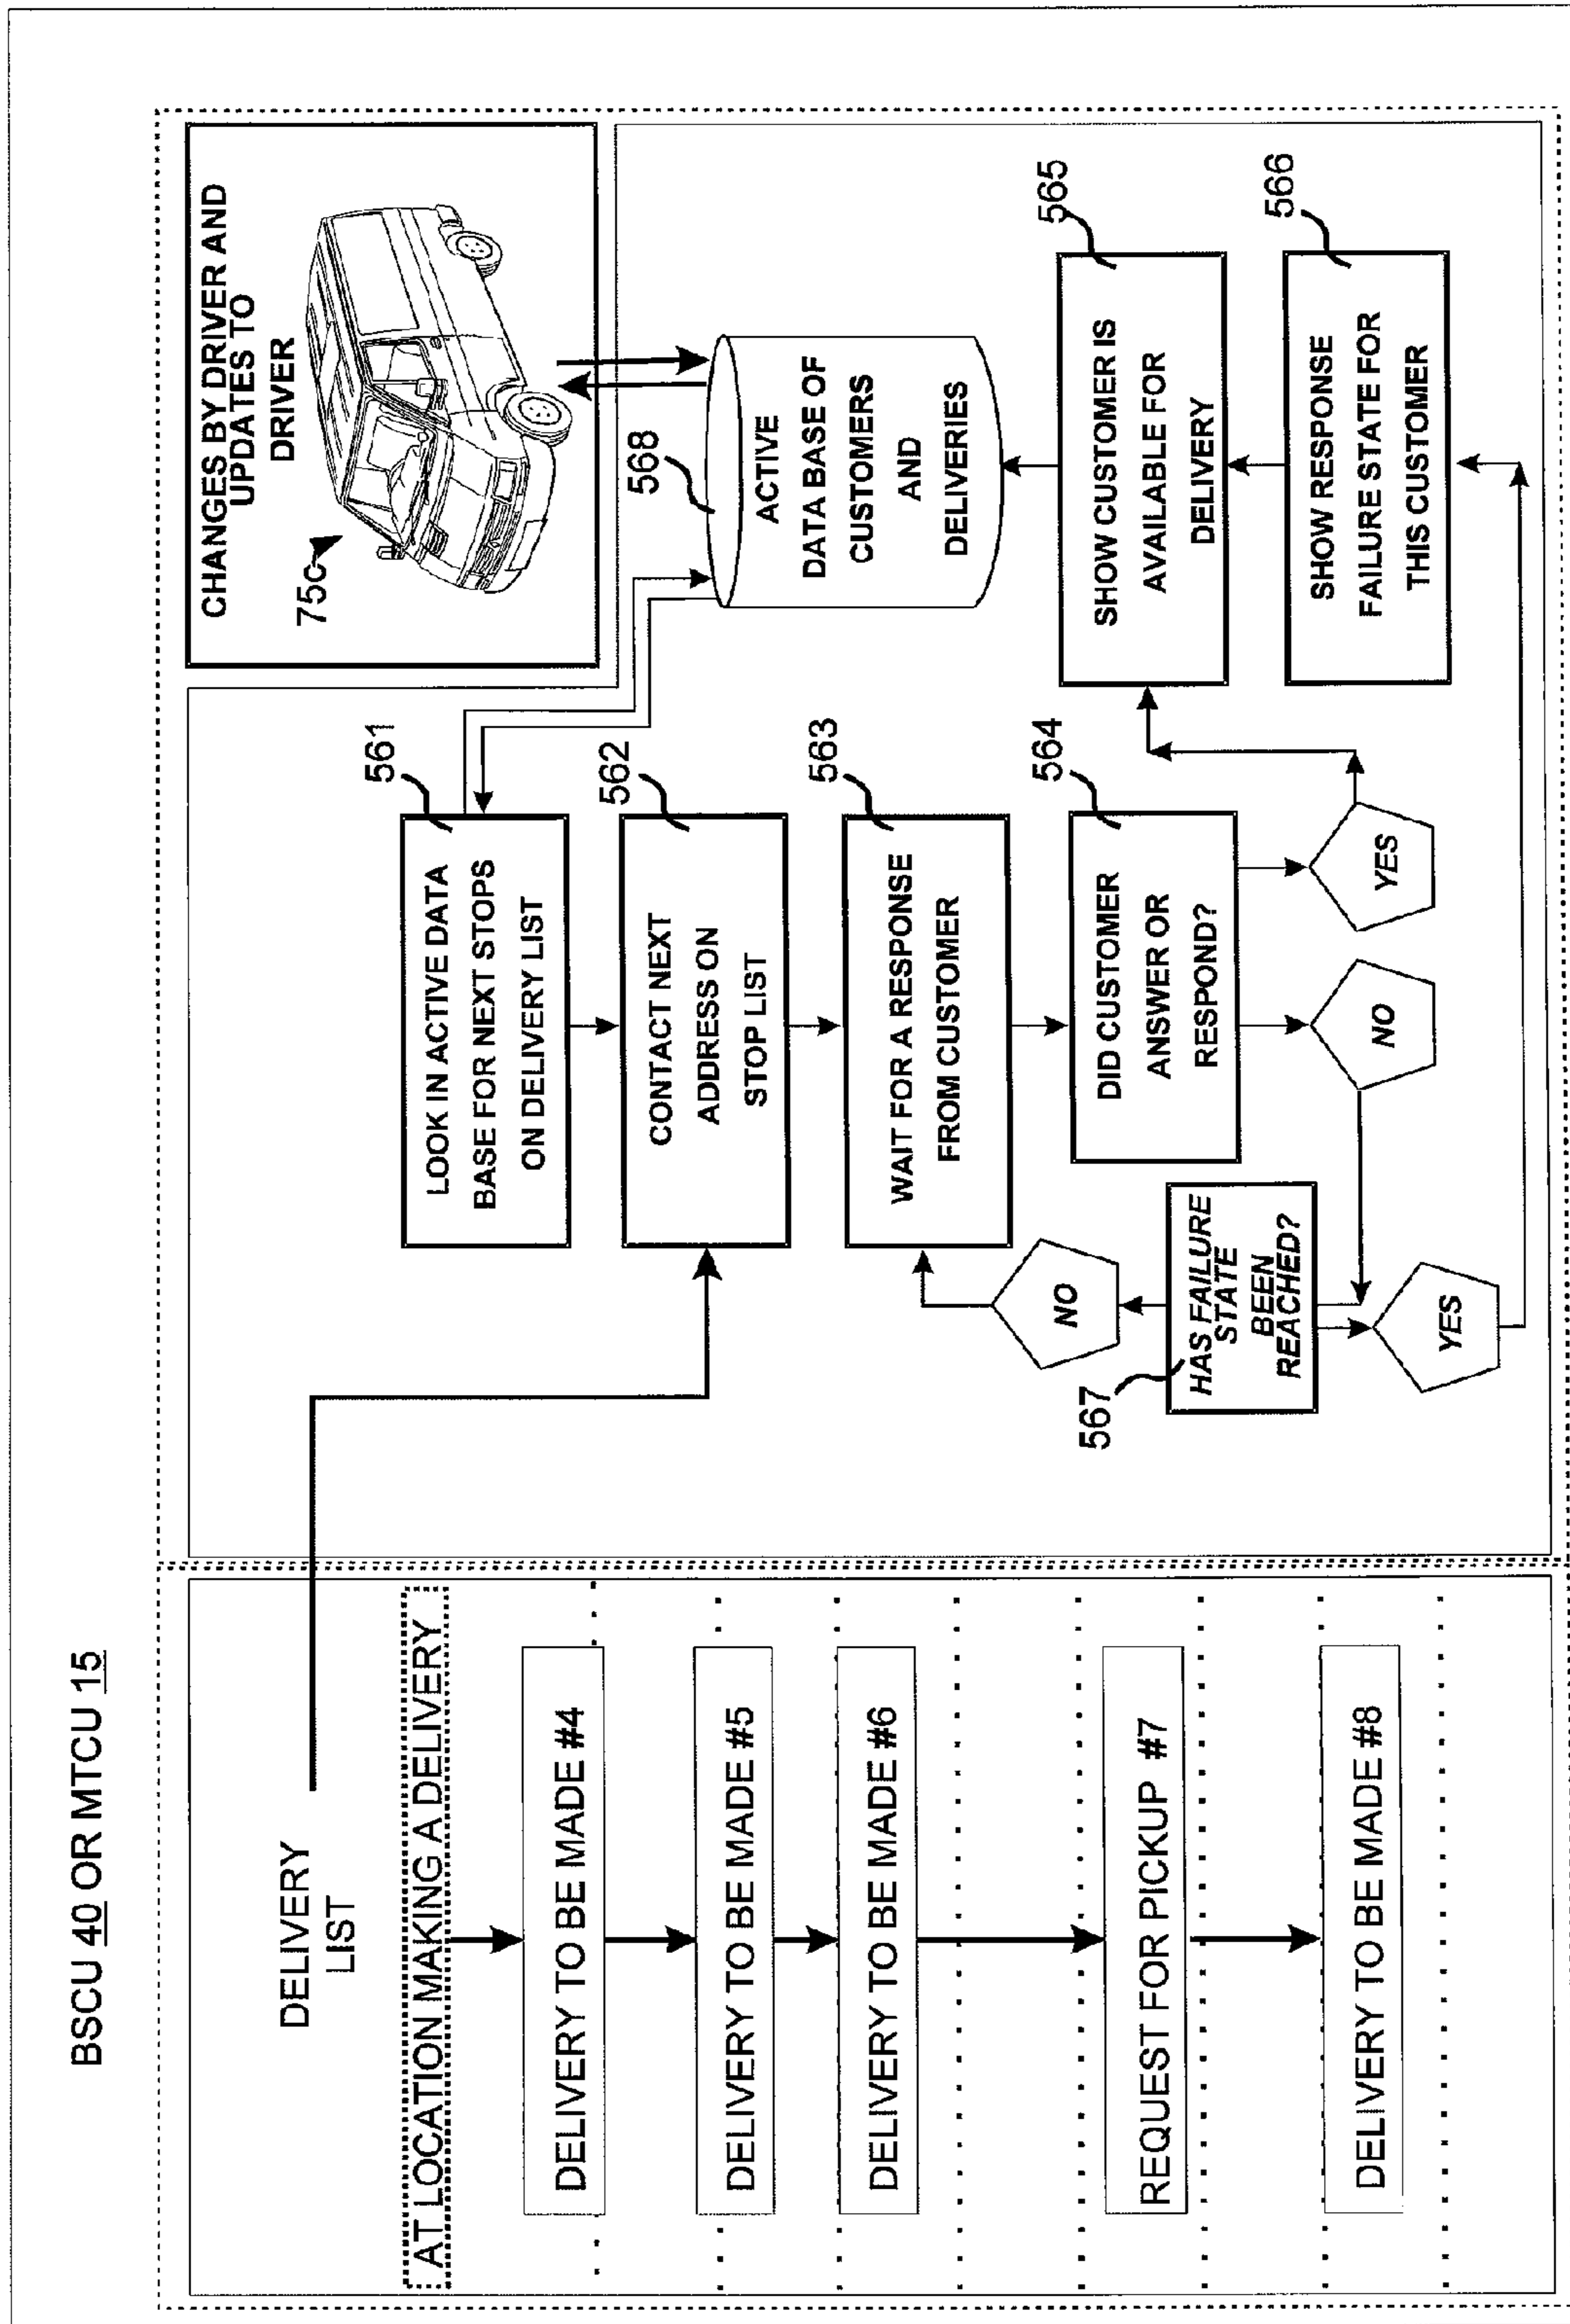 BSCU 40 OR MTCU 15
DELIVERY
LIST
AT LOCATION MAKING A DELIVERY
DELIVERY TO BE MADE #4
DELIVERY TO BE MADE #5
DELIVERY TO BE MADE #6
REQUEST FOR PICKUP #7
DELIVERY TO BE MADE #8
561
LOOK IN ACTIVE DATA
BASE FOR NEXT STOPS
ON DELIVERY LIST
562
CONTACT NEXT
ADDRESS ON
STOP LIST
563
WAIT FOR A RESPONSE
FROM CUSTOMER
564
DID CUSTOMER
ANSWER OR
RESPOND?
YES
NO
567
HAS FAILURE
STATE
BEEN
REACHED?
NO
YES
CHANGES BY DRIVER AND
UPDATES TO
DRIVER
75c
568
ACTIVE
DATA BASE OF
CUSTOMERS
AND
DELIVERIES
565
SHOW CUSTOMER IS
AVAILABLE FOR
DELIVERY
566
SHOW RESPONSE
FAILURE STATE FOR
THIS CUSTOMER